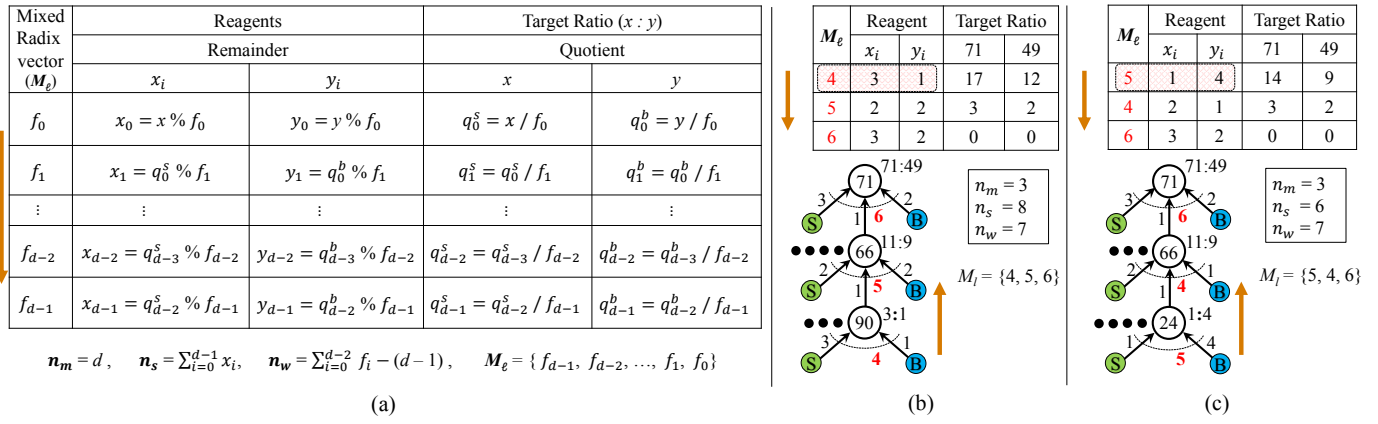 Mixed Radix vector (M_ℓ) | Reagents | Target Ratio (x : y)
Remainder | Quotient
x_i | y_i | x | y
f_0 | x_0 = x % f_0 | y_0 = y % f_0 | q_0^s = x / f_0 | q_0^b = y / f_0
f_1 | x_1 = q_0^s % f_1 | y_1 = q_0^b % f_1 | q_1^s = q_0^s / f_1 | q_1^b = q_0^b / f_1
⋮ | ⋮ | ⋮ | ⋮ | ⋮
f_{d−2} | x_{d−2} = q_{d−3}^s % f_{d−2} | y_{d−2} = q_{d−3}^b % f_{d−2} | q_{d−2}^s = q_{d−3}^s / f_{d−2} | q_{d−2}^b = q_{d−3}^b / f_{d−2}
f_{d−1} | x_{d−1} = q_{d−2}^s % f_{d−1} | y_{d−1} = q_{d−2}^b % f_{d−1} | q_{d−1}^s = q_{d−2}^s / f_{d−1} | q_{d−1}^b = q_{d−2}^b / f_{d−1}
n_m = d , n_s = ∑_{i=0}^{d−1} x_i, n_w = ∑_{i=0}^{d−2} f_i − (d – 1) , M_ℓ = { f_{d−1}, f_{d−2}, …, f_1, f_0}
(a)
M_ℓ | Reagent | Target Ratio
x_i | y_i | 71 | 49
4 | 3 | 1 | 17 | 12
5 | 2 | 2 | 3 | 2
6 | 3 | 2 | 0 | 0
71:49
71
3 1 2
6
S B
11:9
66
2 1 2
5
S B
3:1
90
3 1
4
S B
n_m = 3
n_s = 8
n_w = 7
M_l = {4, 5, 6}
(b)
M_ℓ | Reagent | Target Ratio
x_i | y_i | 71 | 49
5 | 1 | 4 | 14 | 9
4 | 2 | 1 | 3 | 2
6 | 3 | 2 | 0 | 0
71:49
71
3 1 2
6
S B
11:9
66
2 1 1
4
S B
1:4
24
1 4
5
S B
n_m = 3
n_s = 6
n_w = 7
M_l = {5, 4, 6}
(c)